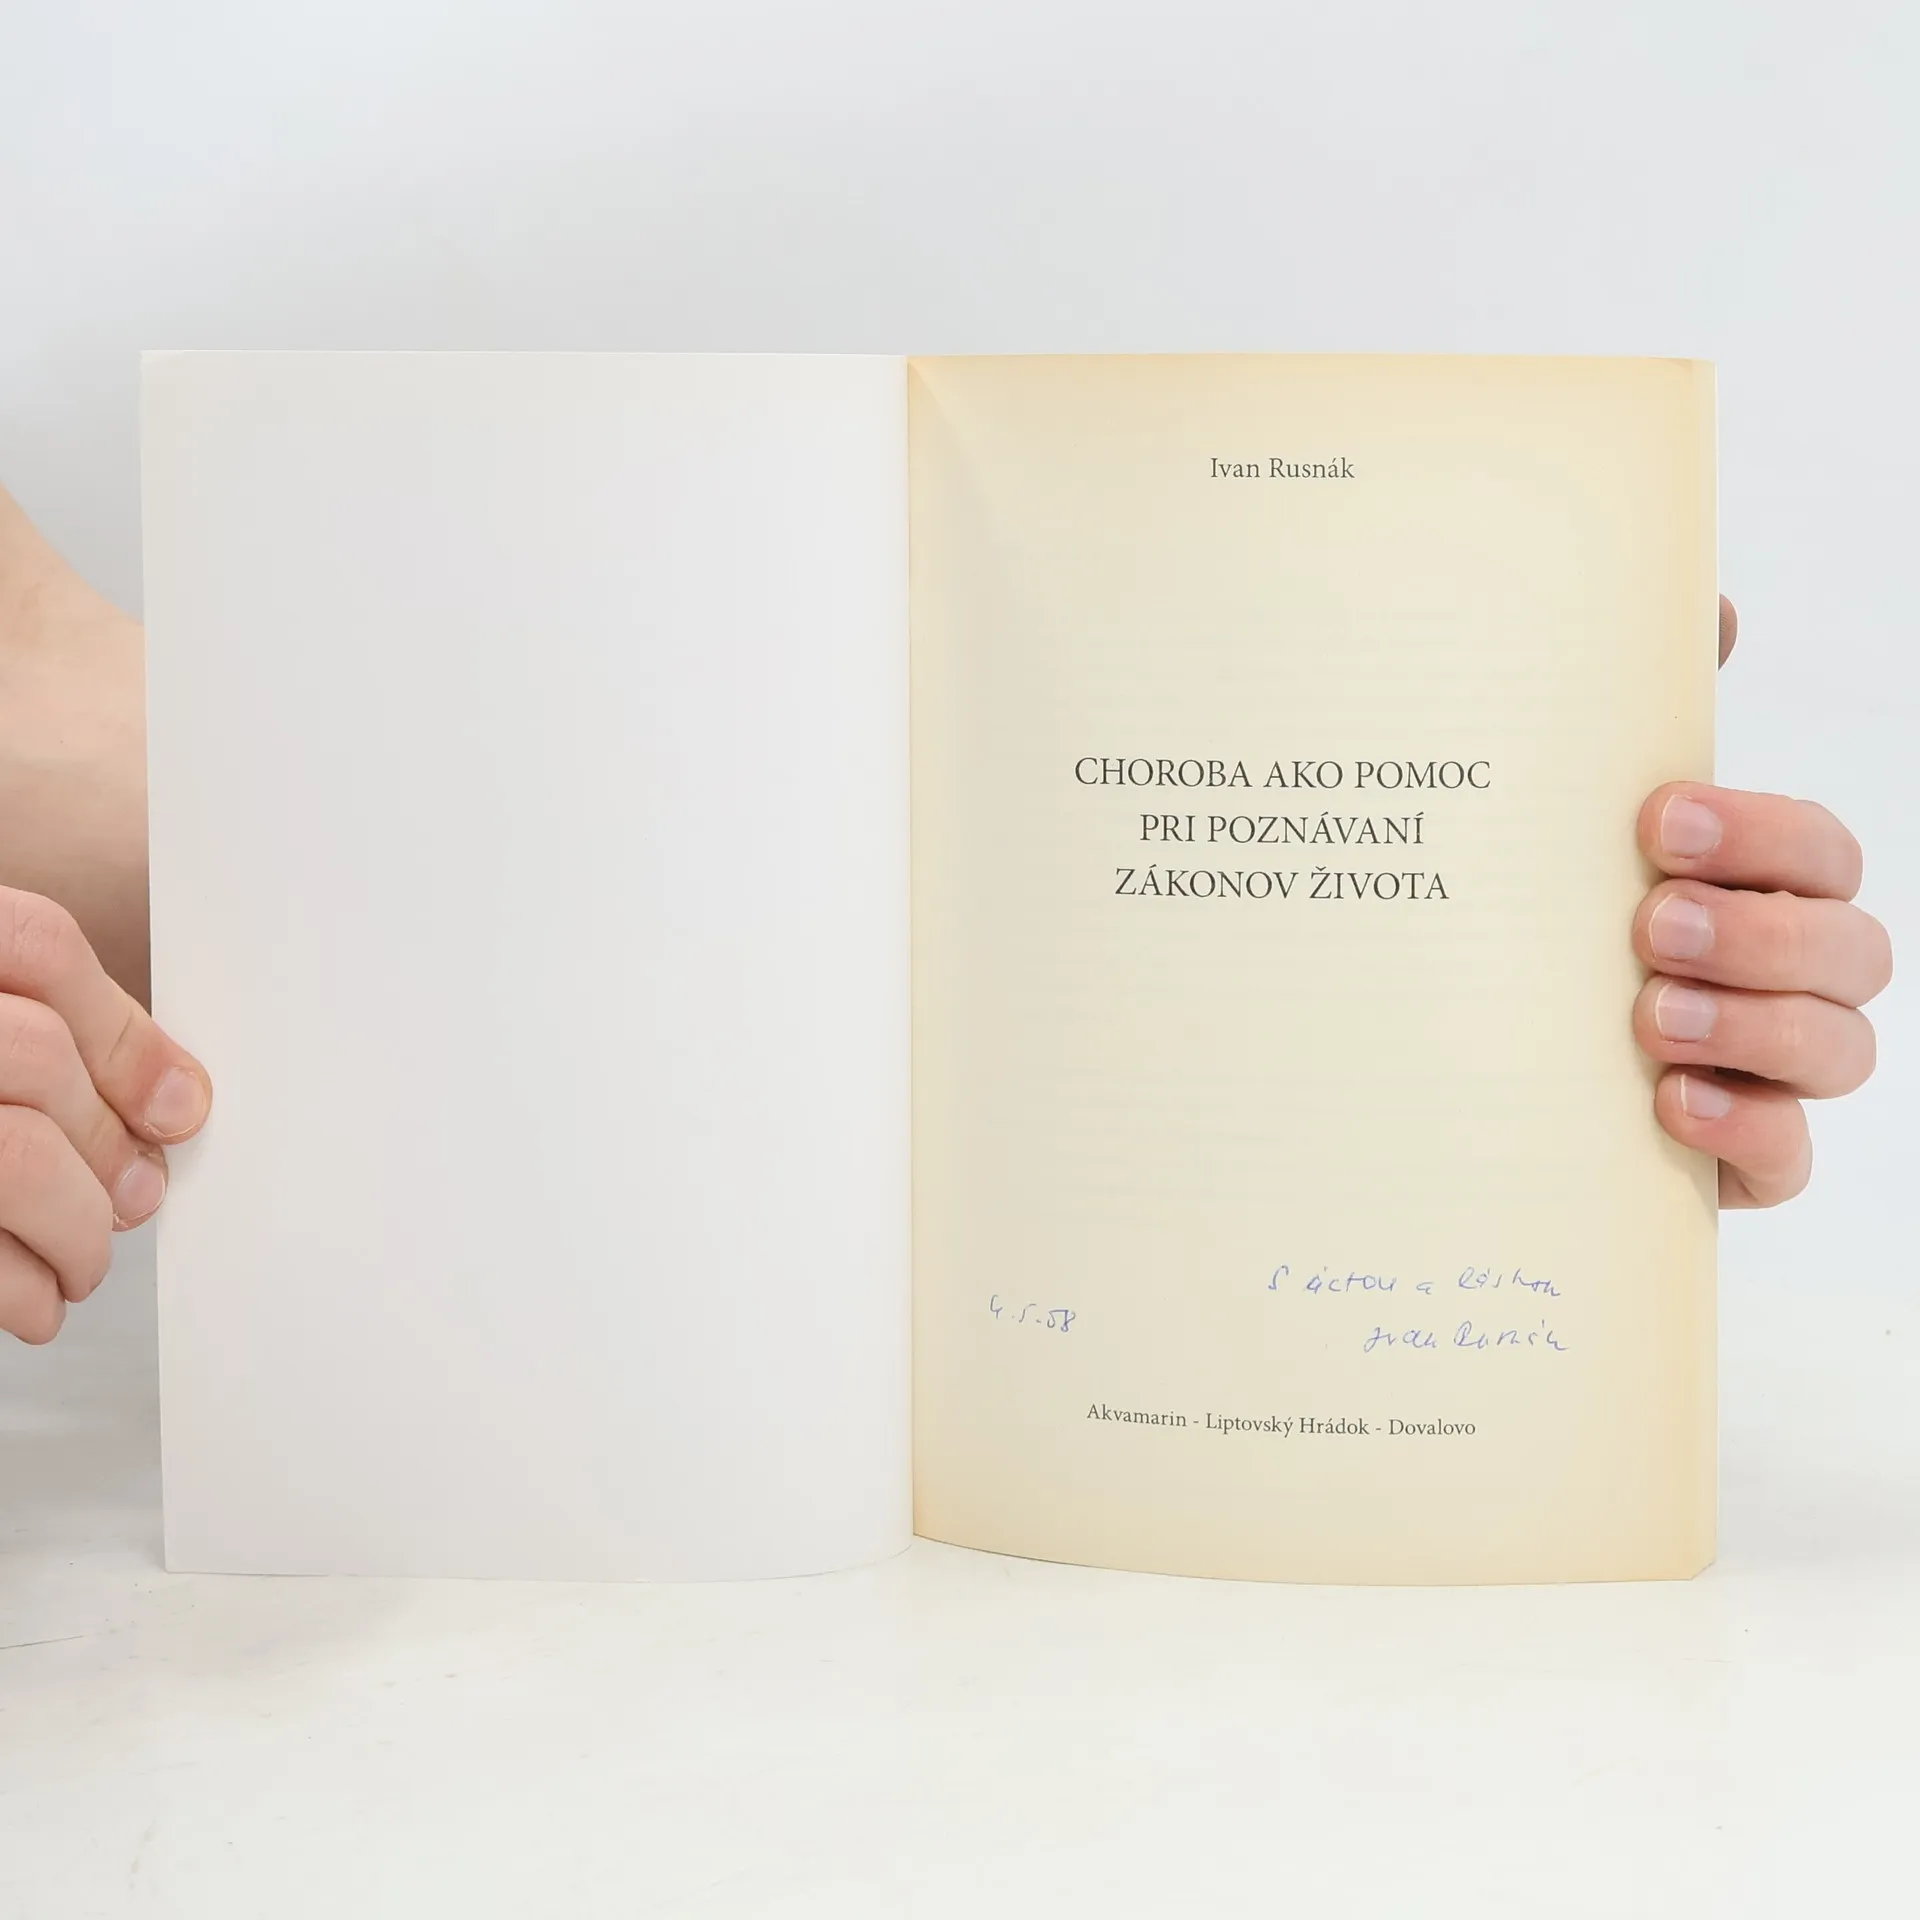 Ivan Rusnák
CHOROBA AKO POMOC
PRI POZNÁVANÍ
ZÁKONOV ŽIVOTA
S úctou a láskou
4.5.08
Ivan Rusnák
Akvamarin - Liptovský Hrádok - Dovalovo